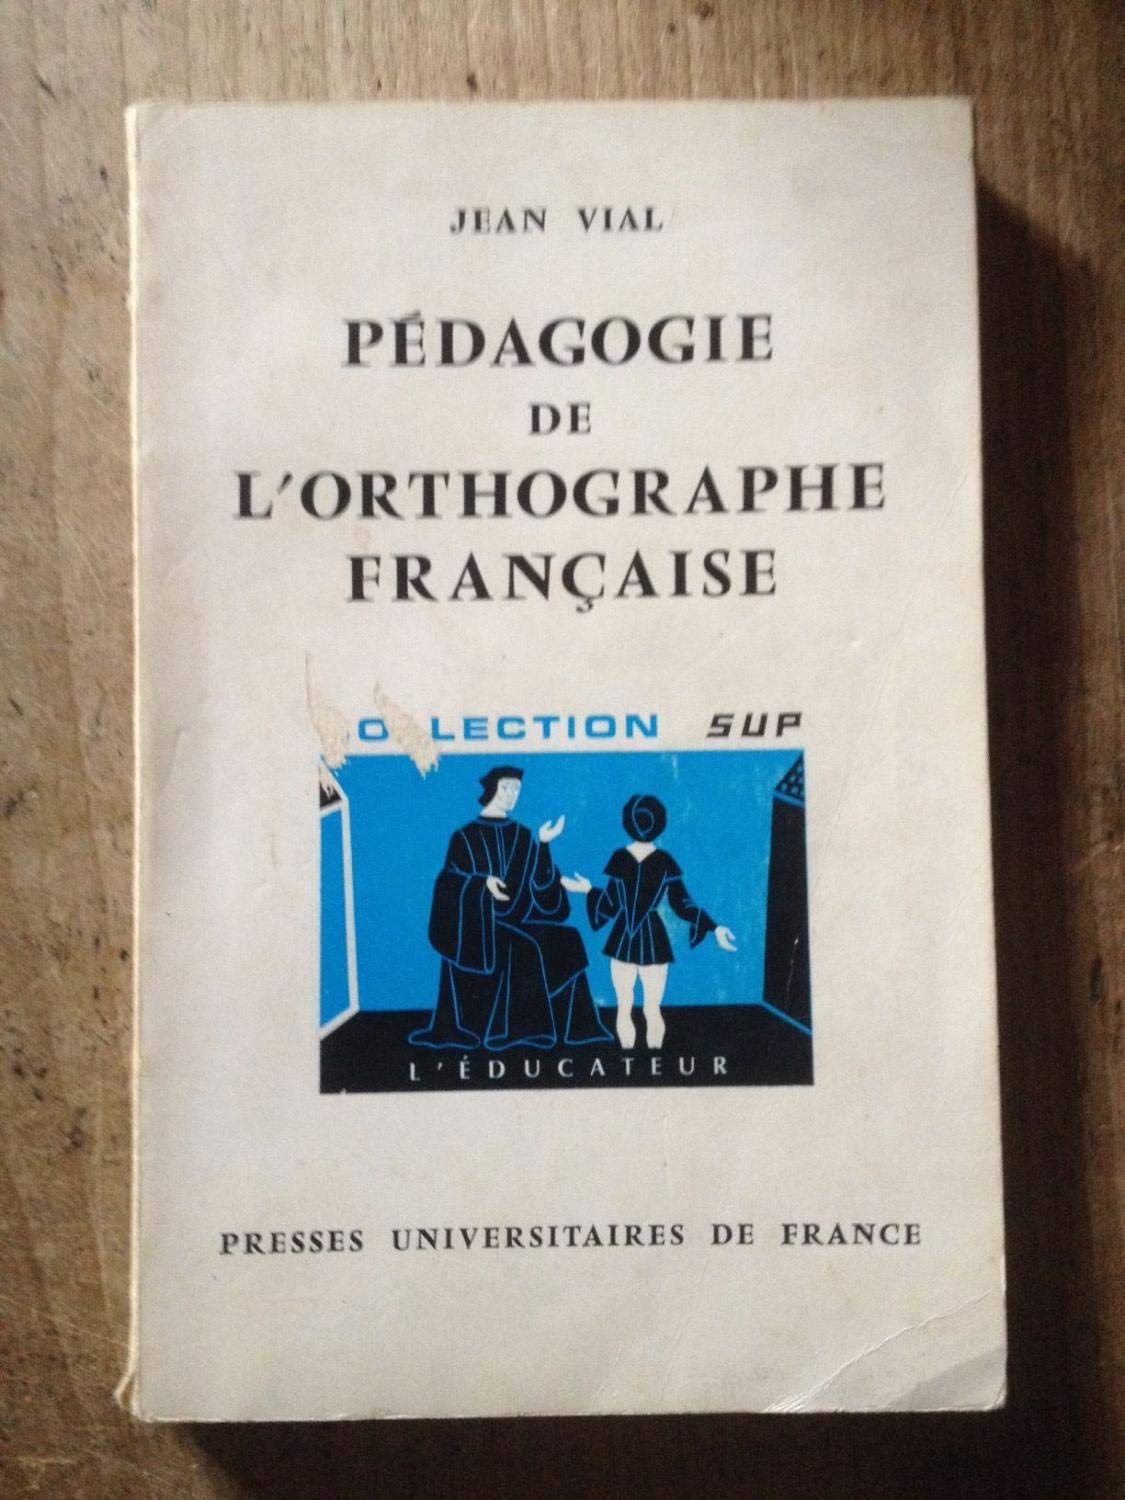 JEAN VIAL
PÉDAGOGIE
DE
L'ORTHOGRAPHE
FRANÇAISE
O LECTION SUP
L'ÉDUCATEUR
PRESSES UNIVERSITAIRES DE FRANCE